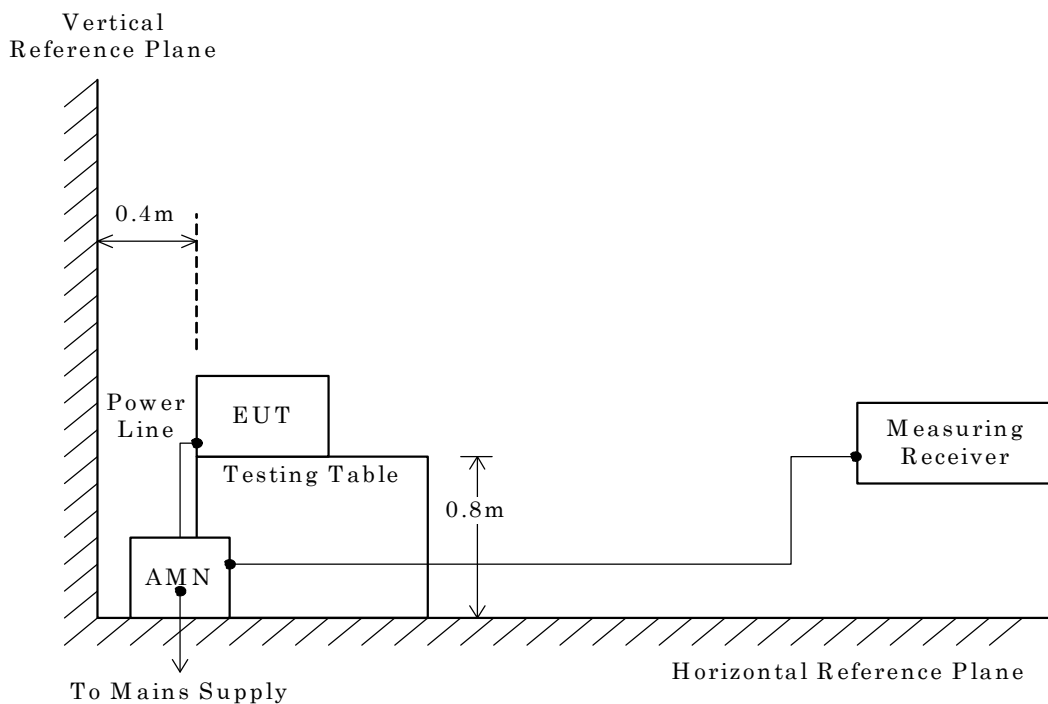 Vertical
Reference Plane
0.4m
Power
Line
EUT
Measuring
Receiver
Testing Table
0.8m
AMN
Horizontal Reference Plane
To Mains Supply